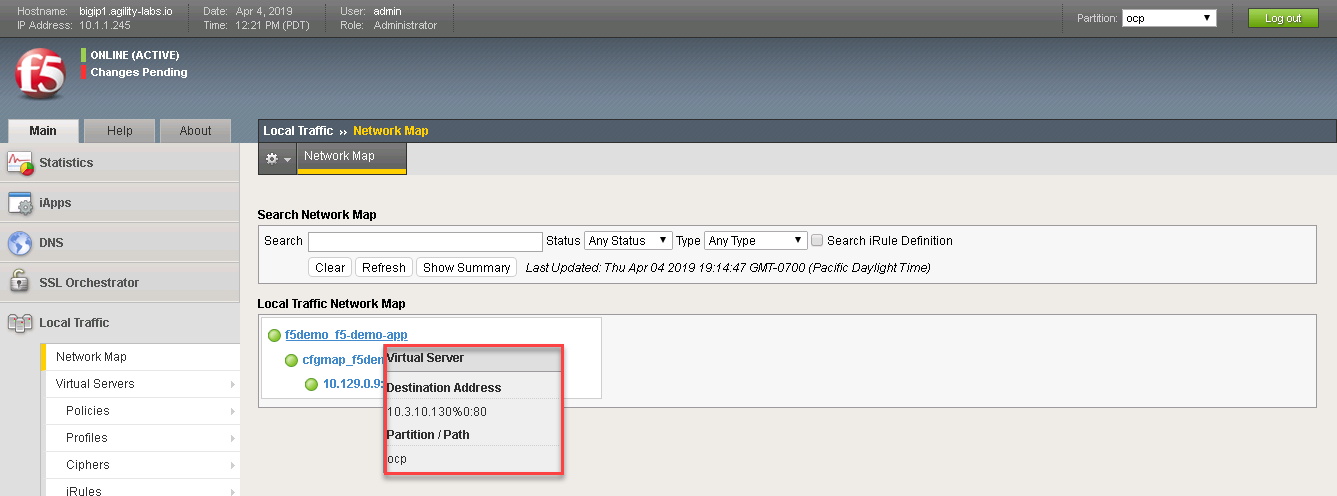 Hostname: bigip1.agility-labs.io Date: Apr 4, 2019 User: admin Partition: ocp Log out
IP Address: 10.1.1.245 Time: 12:21 PM (PDT) Role: Administrator
f5
ONLINE (ACTIVE)
Changes Pending
Main Help About
Local Traffic ›› Network Map
Network Map
Statistics
iApps
DNS
SSL Orchestrator
Local Traffic
Network Map
Virtual Servers
Policies
Profiles
Ciphers
iRules
Search Network Map
Search Status Any Status Type Any Type Search iRule Definition
Clear Refresh Show Summary Last Updated: Thu Apr 04 2019 19:14:47 GMT-0700 (Pacific Daylight Time)
Local Traffic Network Map
f5demo_f5-demo-app
cfgmap_f5den
10.129.0.9:
Virtual Server
Destination Address
10.3.10.130%0:80
Partition / Path
ocp